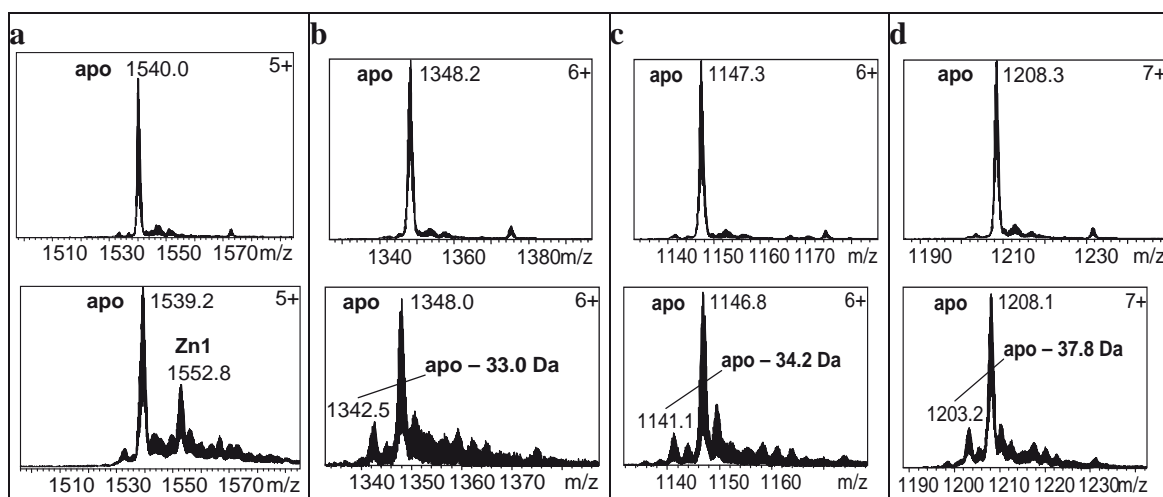 a
apo 1540.0 5+
1510 1530 1550 1570 m/z
apo 1539.2 5+
Zn1
1552.8
1510 1530 1550 1570 m/z
b
apo 1348.2 6+
1340 1360 1380 m/z
apo 1348.0 6+
apo – 33.0 Da
1342.5
1340 1350 1360 1370 m/z
c
apo 1147.3 6+
1140 1150 1160 1170 m/z
apo 1146.8 6+
apo – 34.2 Da
1141.1
1140 1150 1160 1170 m/z
d
apo 1208.3 7+
1190 1210 1230 m/z
apo 1208.1 7+
apo – 37.8 Da
1203.2
1190 1200 1210 1220 1230 m/z